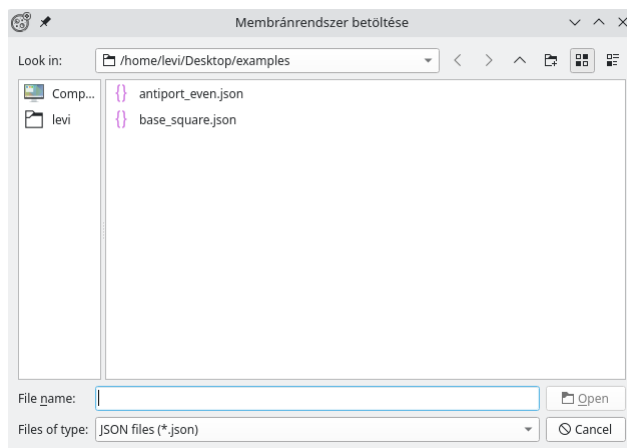 Membránrendszer betöltése
Look in: /home/levi/Desktop/examples
Comp...
levi
antiport_even.json
base_square.json
File name: Open
Files of type: JSON files (*.json) Cancel